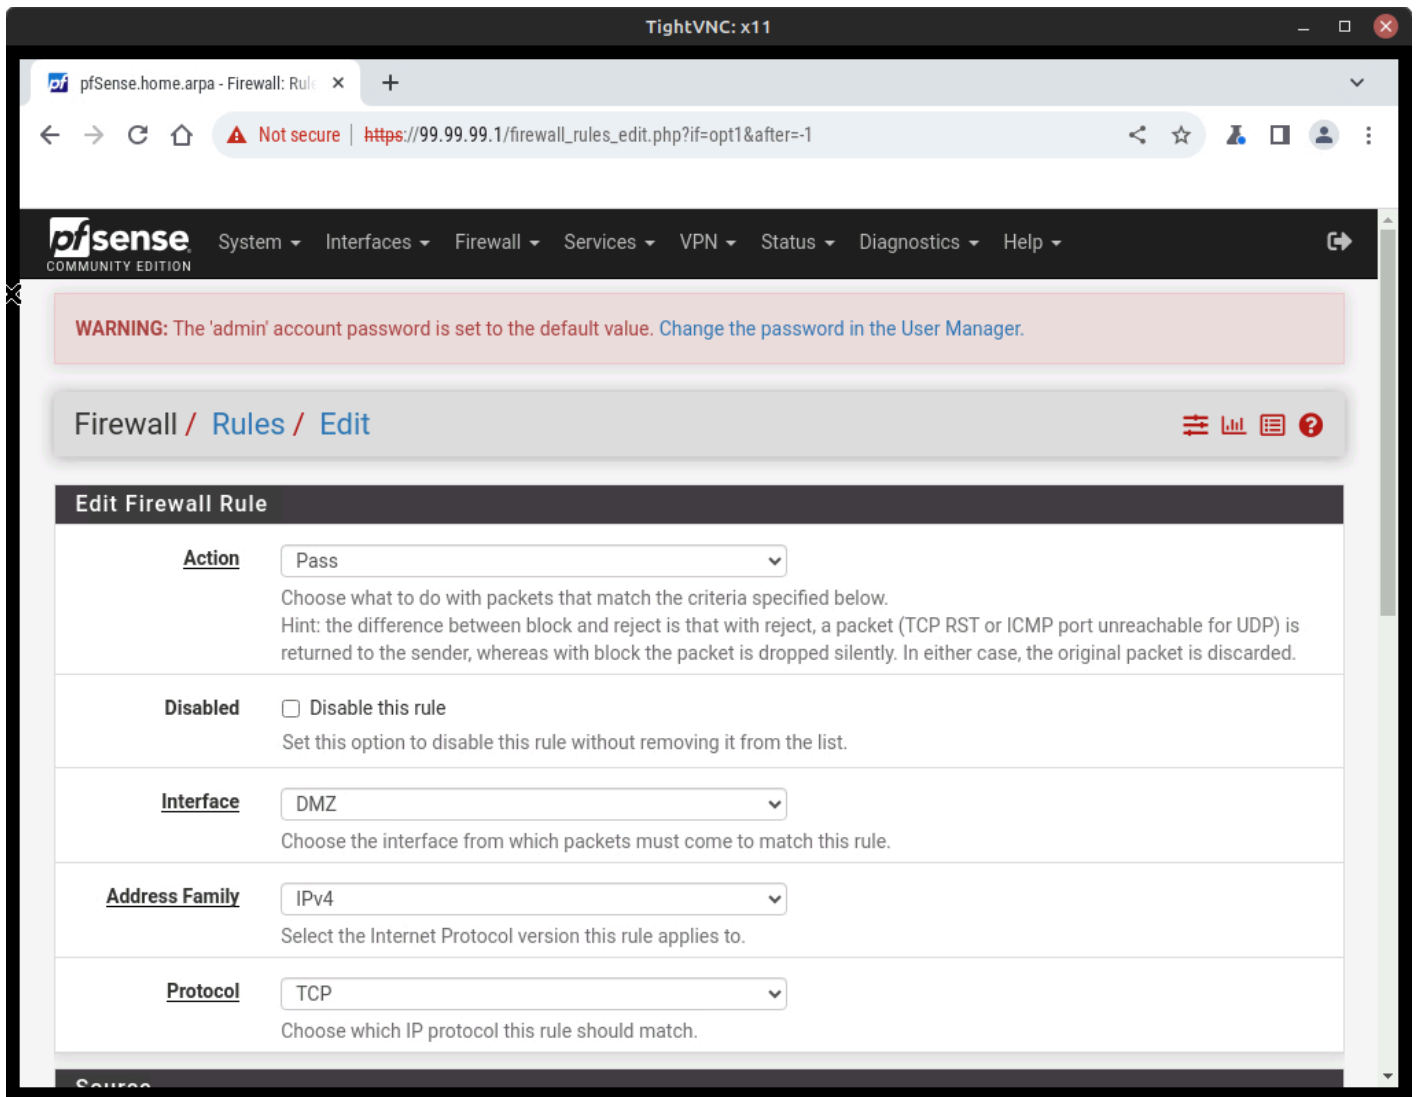 TightVNC: x11
pfSense.home.arpa - Firewall: Rul
Not secure | https://99.99.99.1/firewall_rules_edit.php?if=opt1&after=-1
pfsense
COMMUNITY EDITION
System Interfaces Firewall Services VPN Status Diagnostics Help
WARNING: The 'admin' account password is set to the default value. Change the password in the User Manager.
Firewall / Rules / Edit
Edit Firewall Rule
Action
Pass
Choose what to do with packets that match the criteria specified below.
Hint: the difference between block and reject is that with reject, a packet (TCP RST or ICMP port unreachable for UDP) is
returned to the sender, whereas with block the packet is dropped silently. In either case, the original packet is discarded.
Disabled
Disable this rule
Set this option to disable this rule without removing it from the list.
Interface
DMZ
Choose the interface from which packets must come to match this rule.
Address Family
IPv4
Select the Internet Protocol version this rule applies to.
Protocol
TCP
Choose which IP protocol this rule should match.
Source